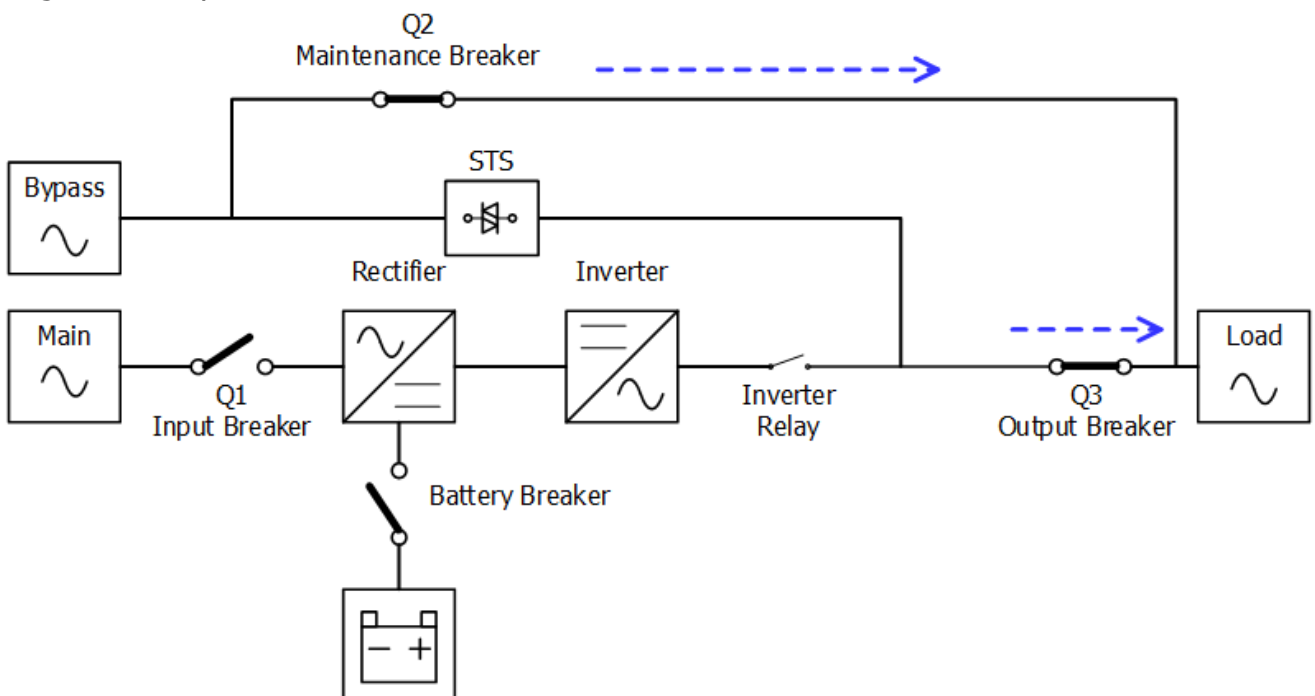 Q2
Maintenance Breaker
STS
Bypass
Rectifier
Inverter
Main
Load
Q1
Input Breaker
Inverter
Relay
Q3
Output Breaker
Battery Breaker